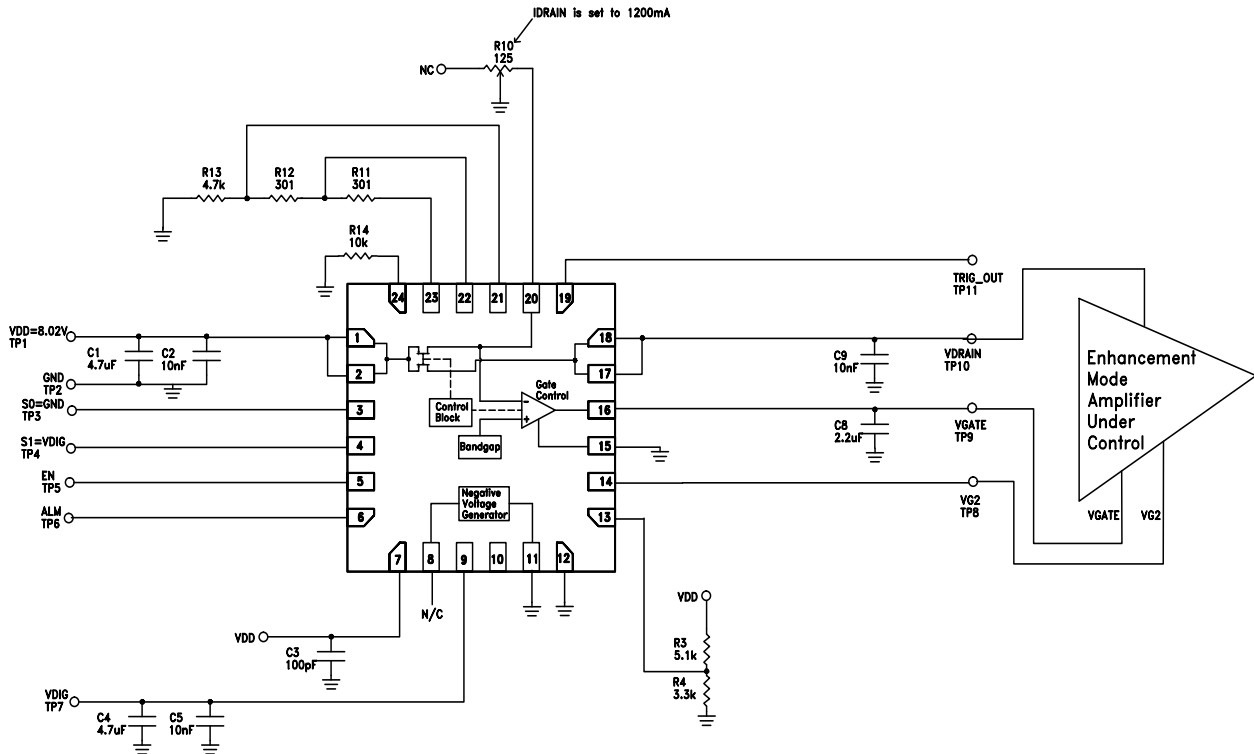 IDRAIN is set to 1200mA
R10
125
NC
R13
4.7k
R12
301
R11
301
R14
10k
24
23
22
21
20
19
TRIG_OUT
TP11
VDD=8.02V
TP1
C1
4.7uF
C2
10nF
GND
TP2
S0=GND
TP3
S1=VDIG
TP4
EN
TP5
ALM
TP6
1
2
3
4
5
6
Control
Block
Bandgap
Gate
Control
-
+
Negative
Voltage
Generator
18
17
16
15
14
13
C9
10nF
VDRAIN
TP10
C8
2.2uF
VGATE
TP9
VG2
TP8
Enhancement
Mode
Amplifier
Under
Control
VGATE
VG2
7
8
9
10
11
12
N/C
VDD
C3
100pF
VDIG
TP7
C4
4.7uF
C5
10nF
VDD
R3
5.1k
R4
3.3k